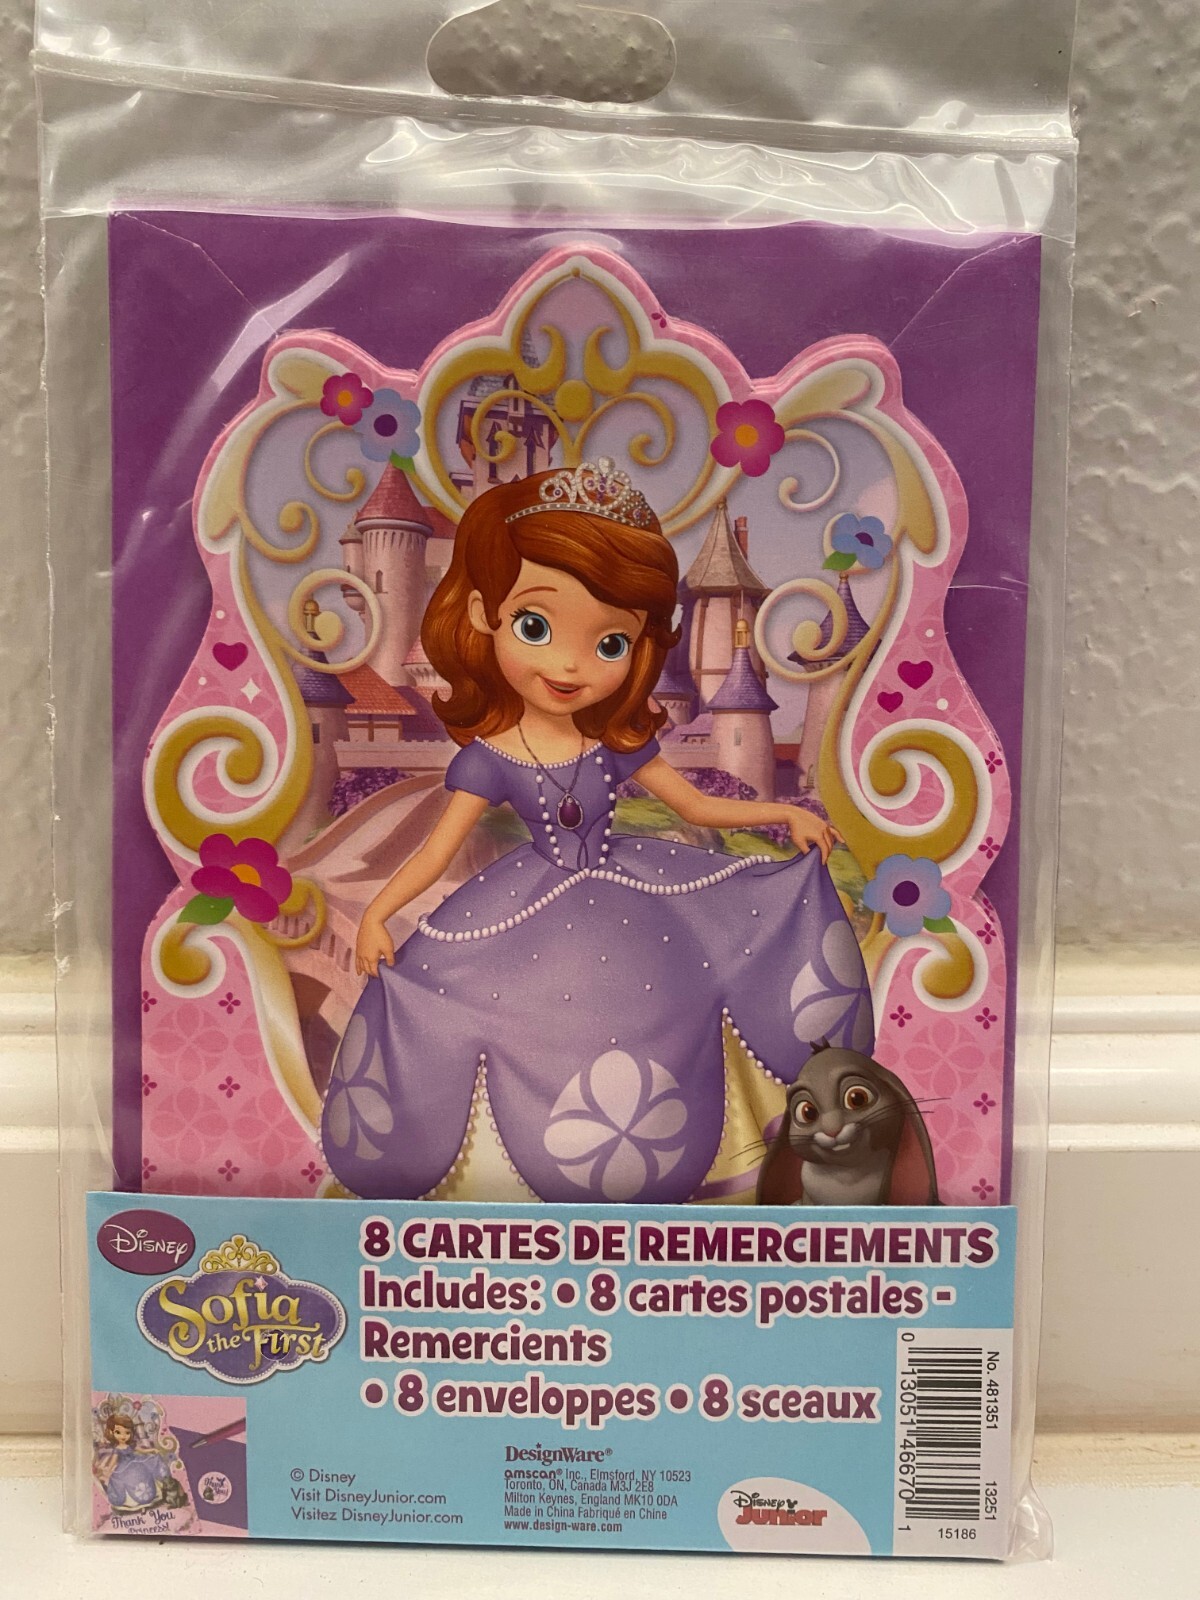 Disney
Sofia
the First
8 CARTES DE REMERCIEMENTS
Includes: • 8 cartes postales -
Remercients
• 8 enveloppes • 8 sceaux
Thank You
Princess!
© Disney
Visit DisneyJunior.com
Visitez DisneyJunior.com
DesignWare®
amscan® Inc., Elmsford, NY 10523
Toronto, ON, Canada M3J 2E8
Milton Keynes, England MK10 0DA
Made in China Fabriqué en Chine
www.design-ware.com
Disney
Junior
No. 481351
13251
0 13051 46670 1
15186